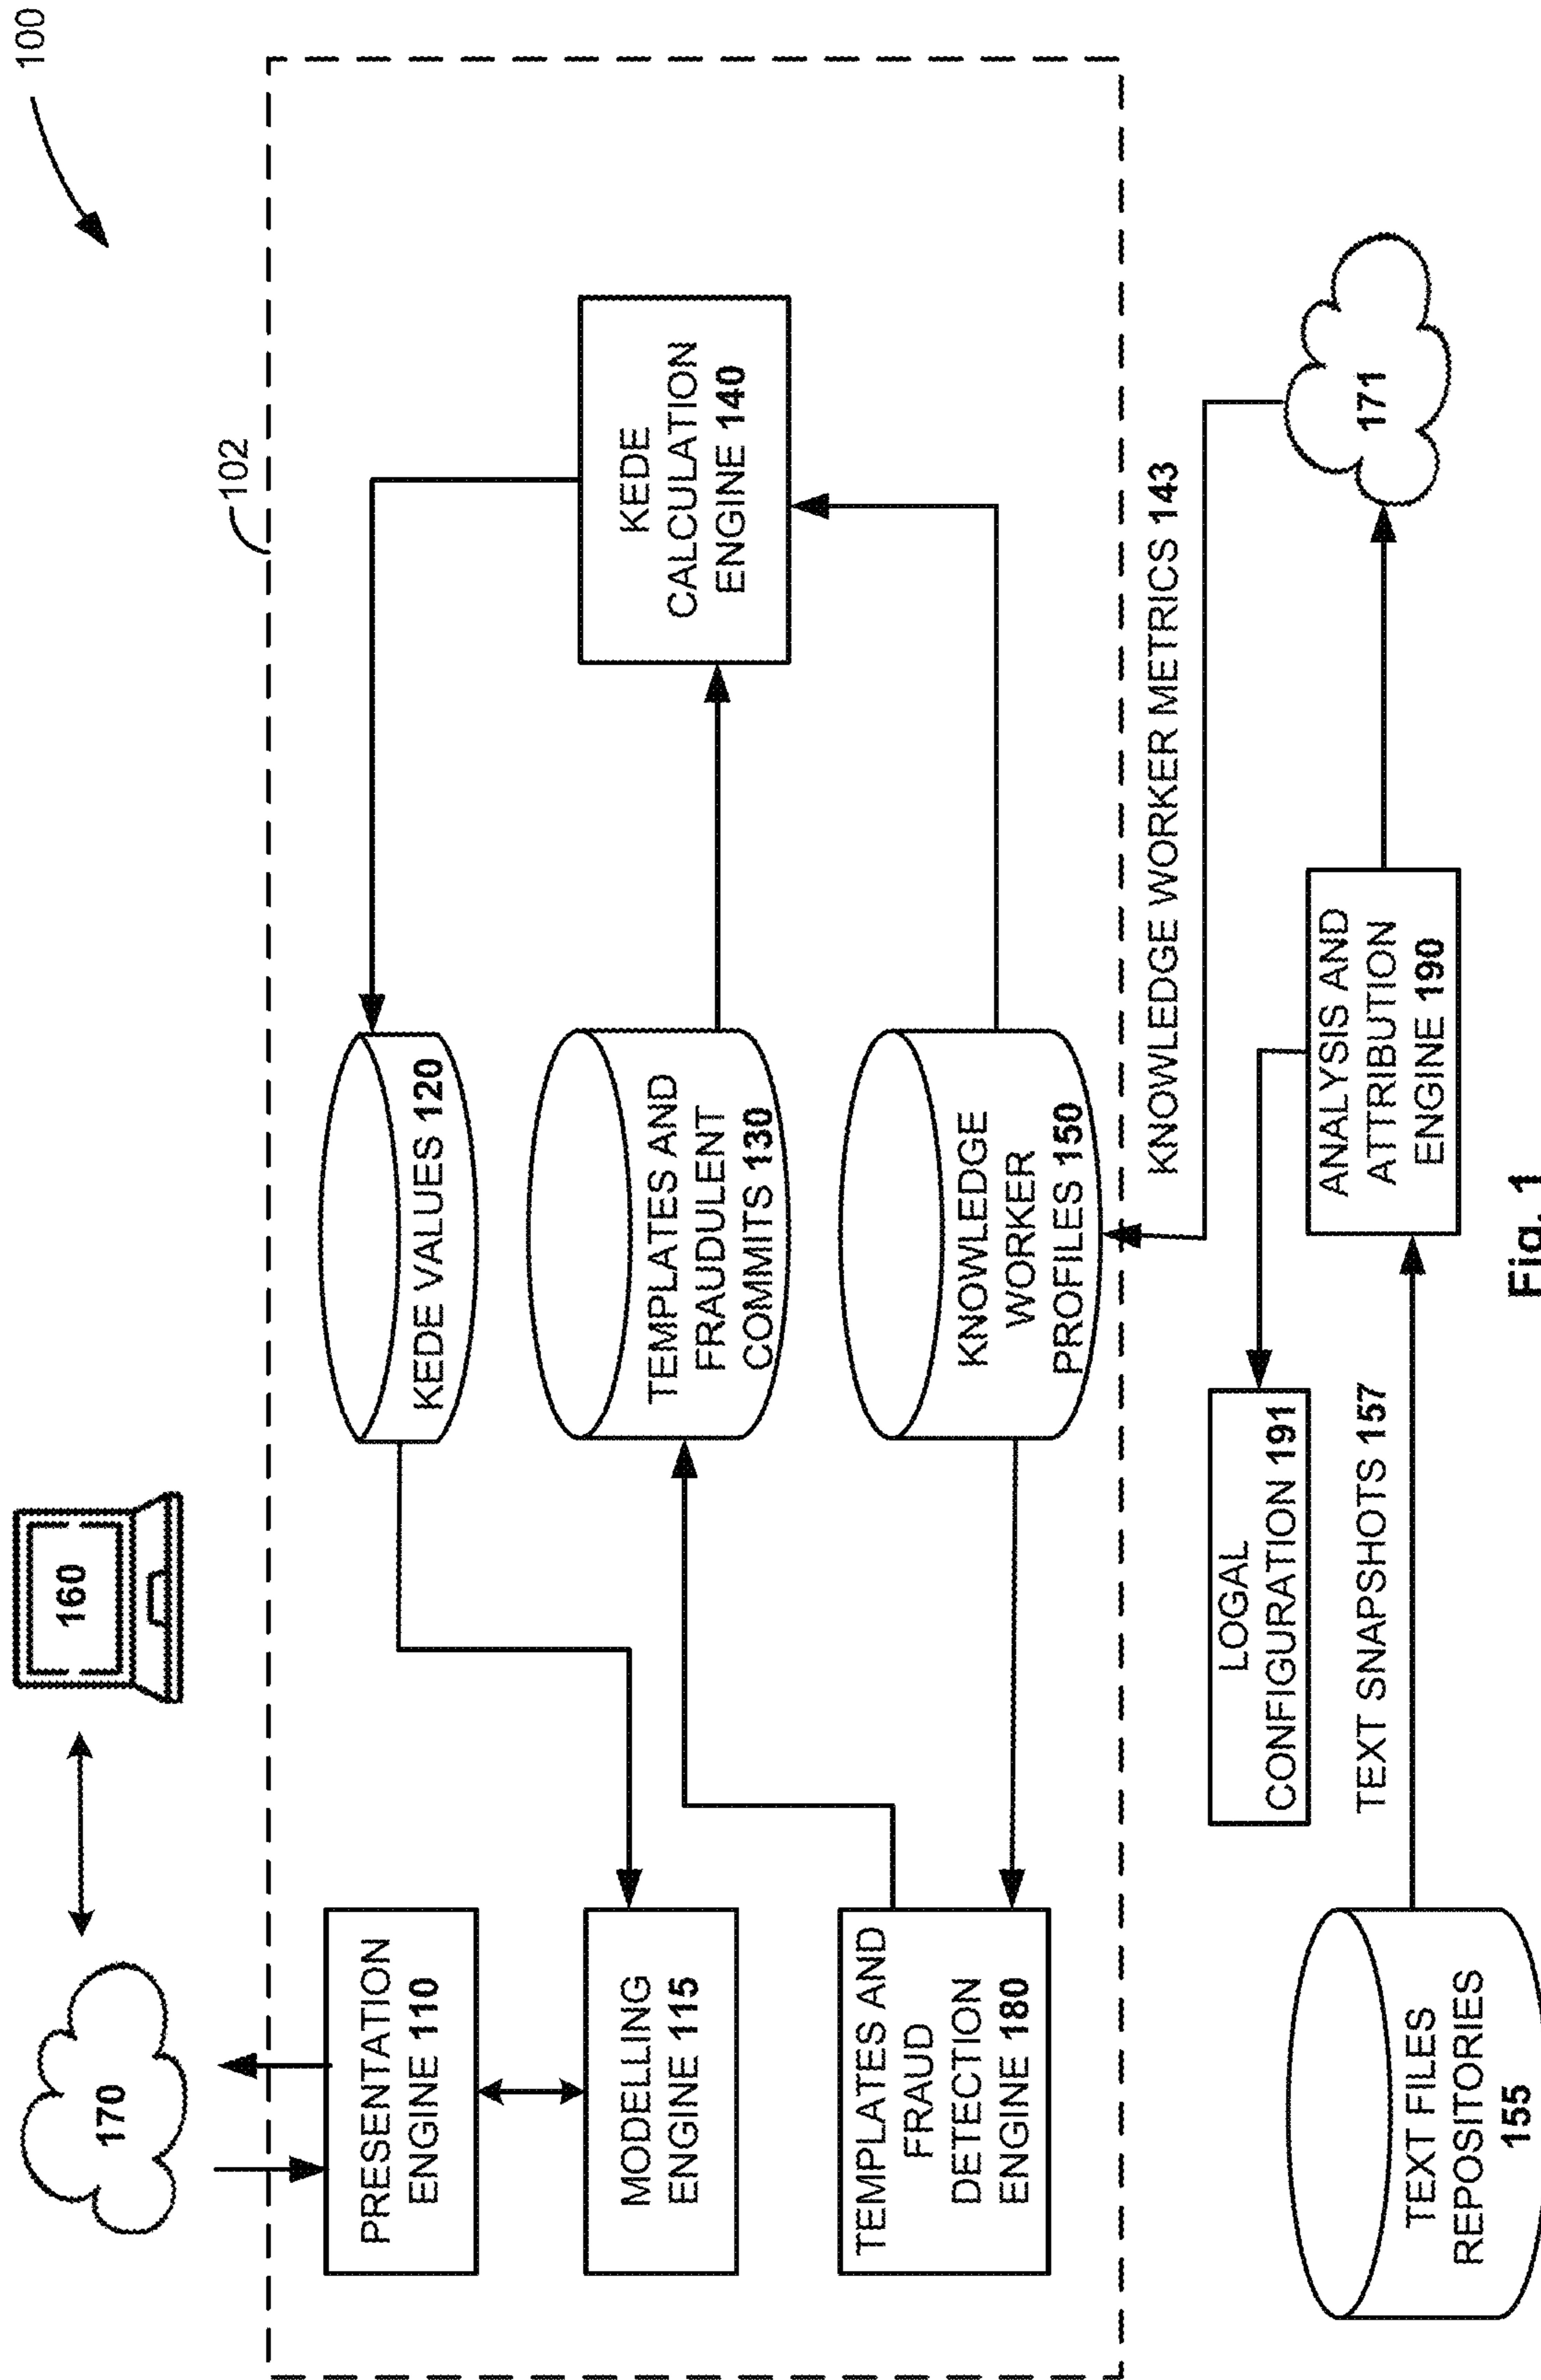 100
160
170
102
PRESENTATION
ENGINE 110
KEDE VALUES 120
MODELLING
ENGINE 115
TEMPLATES AND
FRAUDULENT
COMMITS 130
KEDE
CALCULATION
ENGINE 140
TEMPLATES AND
FRAUD
DETECTION
ENGINE 180
KNOWLEDGE
WORKER
PROFILES 150
KNOWLEDGE WORKER METRICS 143
LOGAL
CONFIGURATION 191
TEXT SNAPSHOTS 157
ANALYSIS AND
ATTRIBUTION
ENGINE 190
171
TEXT FILES
REPOSITORIES
155
Fig. 1